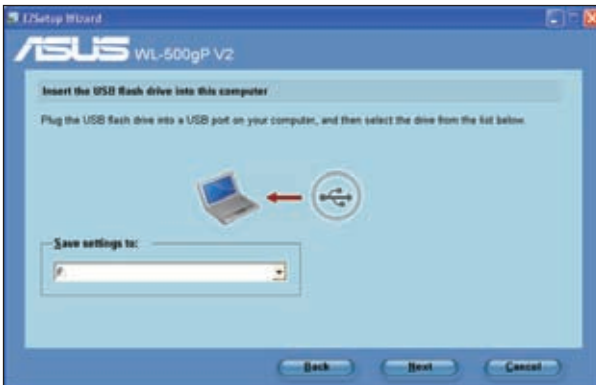 EZSetup Wizard
ASUS WL-500gP V2
Insert the USB flash drive into this computer
Plug the USB flash drive into a USB port on your computer, and then select the drive from the list below.
Save settings to:
F:
Back Next Cancel